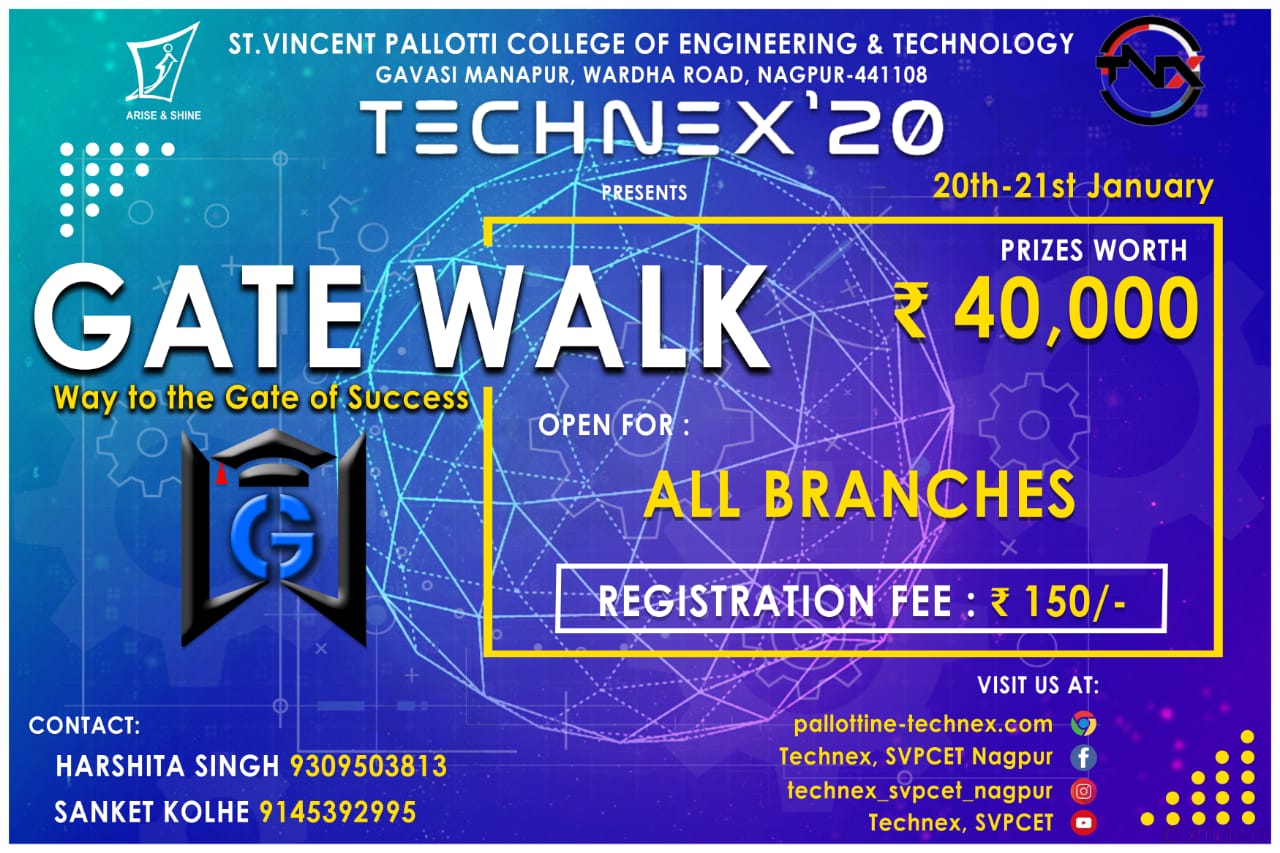 ST.VINCENT PALLOTTI COLLEGE OF ENGINEERING & TECHNOLOGY
GAVASI MANAPUR, WARDHA ROAD, NAGPUR-441108
ARISE & SHINE
TNX
TECHNEX'20
PRESENTS
20th-21st January
GATE WALK
Way to the Gate of Success
PRIZES WORTH
₹ 40,000
OPEN FOR :
ALL BRANCHES
G
REGISTRATION FEE : ₹ 150/-
CONTACT:
HARSHITA SINGH 9309503813
SANKET KOLHE 9145392995
VISIT US AT:
pallottine-technex.com
Technex, SVPCET Nagpur
technex_svpcet_nagpur
Technex, SVPCET